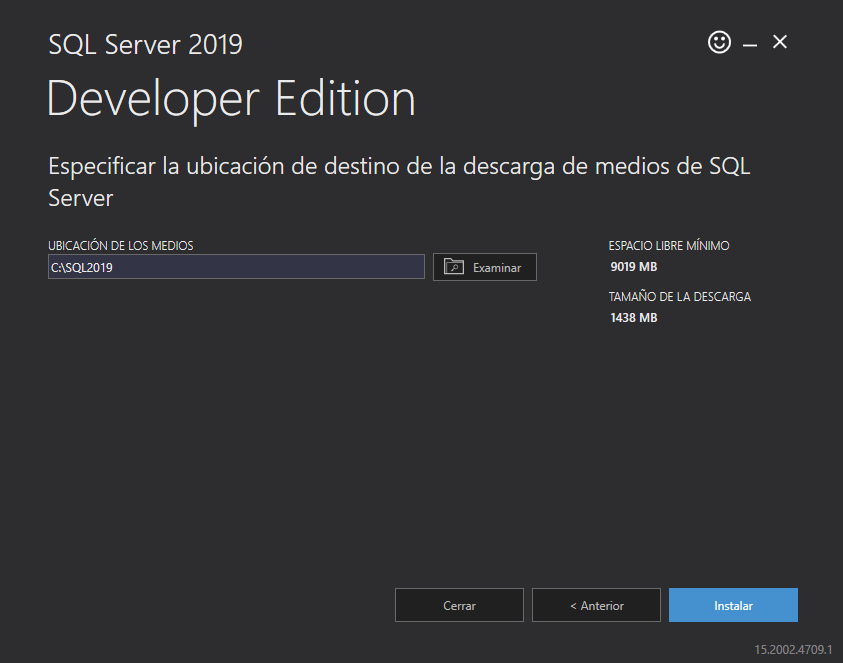 SQL Server 2019
Developer Edition
Especificar la ubicación de destino de la descarga de medios de SQL
Server
UBICACIÓN DE LOS MEDIOS
C:\SQL2019
Examinar
ESPACIO LIBRE MÍNIMO
9019 MB
TAMAÑO DE LA DESCARGA
1438 MB
Cerrar
< Anterior
Instalar
15.2002.4709.1